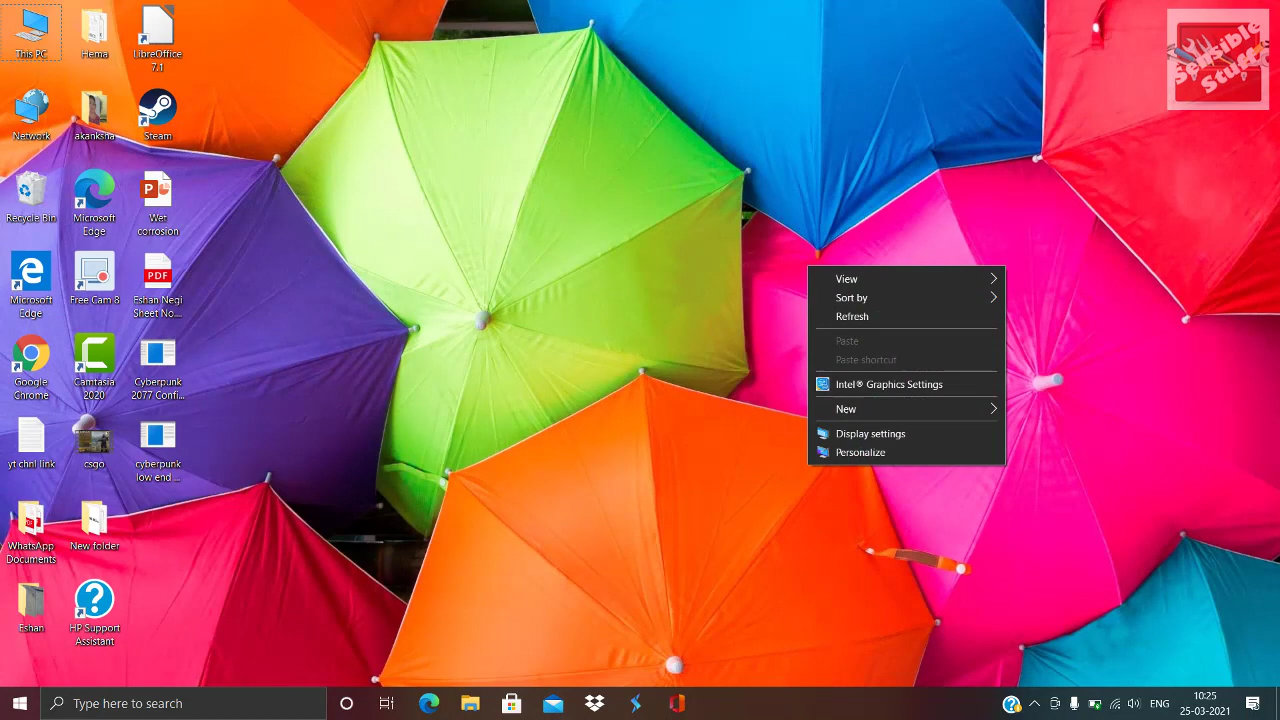 This PC
Hema
LibreOffice
7.1
Network
akanksha
Steam
Recycle Bin
Microsoft
Edge
P
Wet
corrosion
Microsoft
Edge
Free Cam 8
PDF
Eshan Negi
Sheet No....
Google
Chrome
Camtasia
2020
Cyberpunk
2077 Confi...
yt chnl link
csgo
cyberpunk
low end ...
WhatsApp
Documents
New folder
Eshan
HP Support
Assistant
View
Sort by
Refresh
Paste
Paste shortcut
Intel® Graphics Settings
New
Display settings
Personalize
Sensible
Stuff
Type here to search
ENG
10:25
25-03-2021